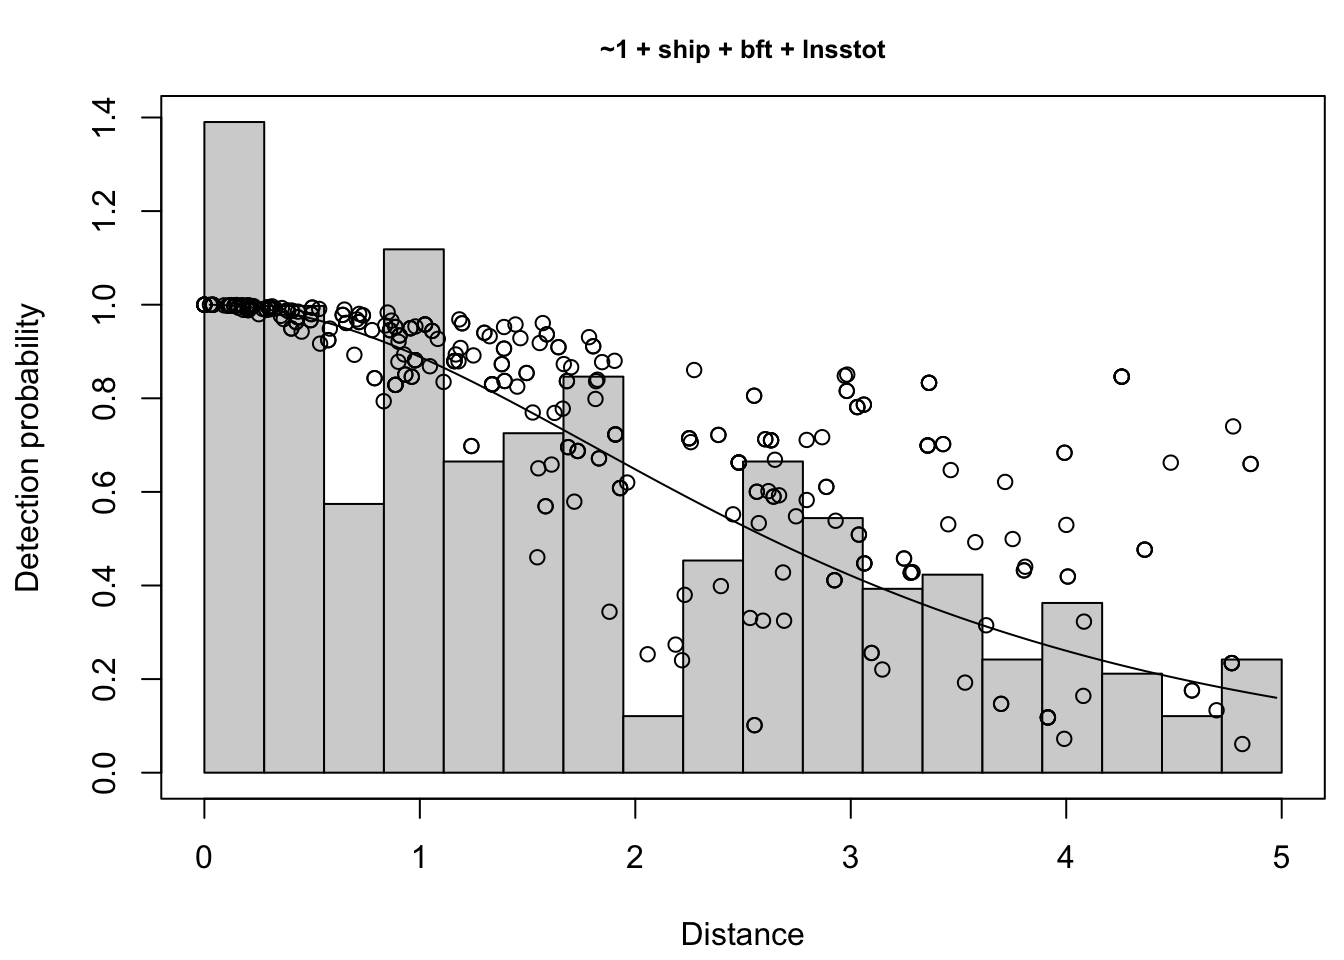 ~1 + ship + bft + lnsstot
Detection probability
1.4
1.2
1.0
0.8
0.6
0.4
0.2
0.0
0 1 2 3 4 5
Distance